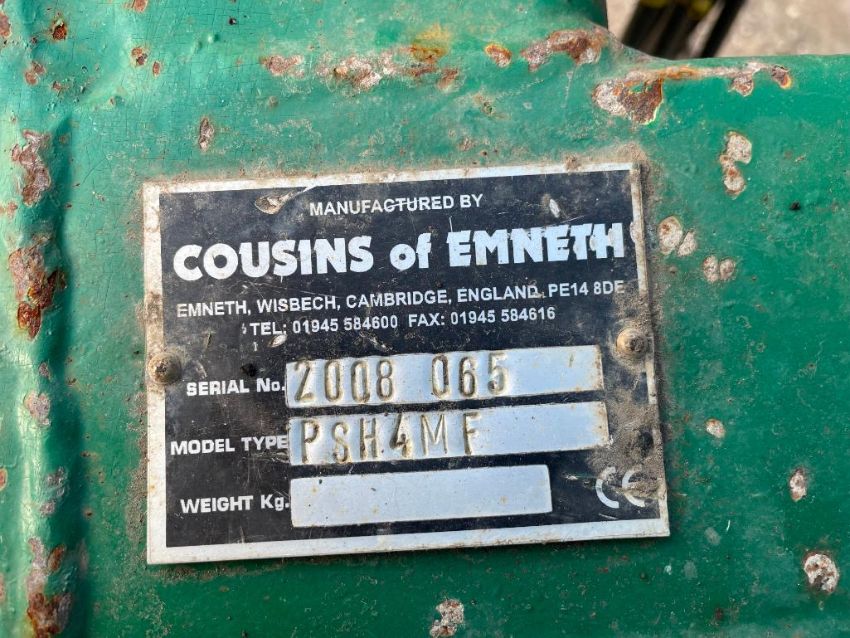 MANUFACTURED BY
COUSINS of EMNETH
EMNETH, WISBECH, CAMBRIDGE, ENGLAND. PE14 8DE
TEL: 01945 584600 FAX: 01945 584616
SERIAL No. 2008 065
MODEL TYPE PSH4MF
WEIGHT Kg.
CE